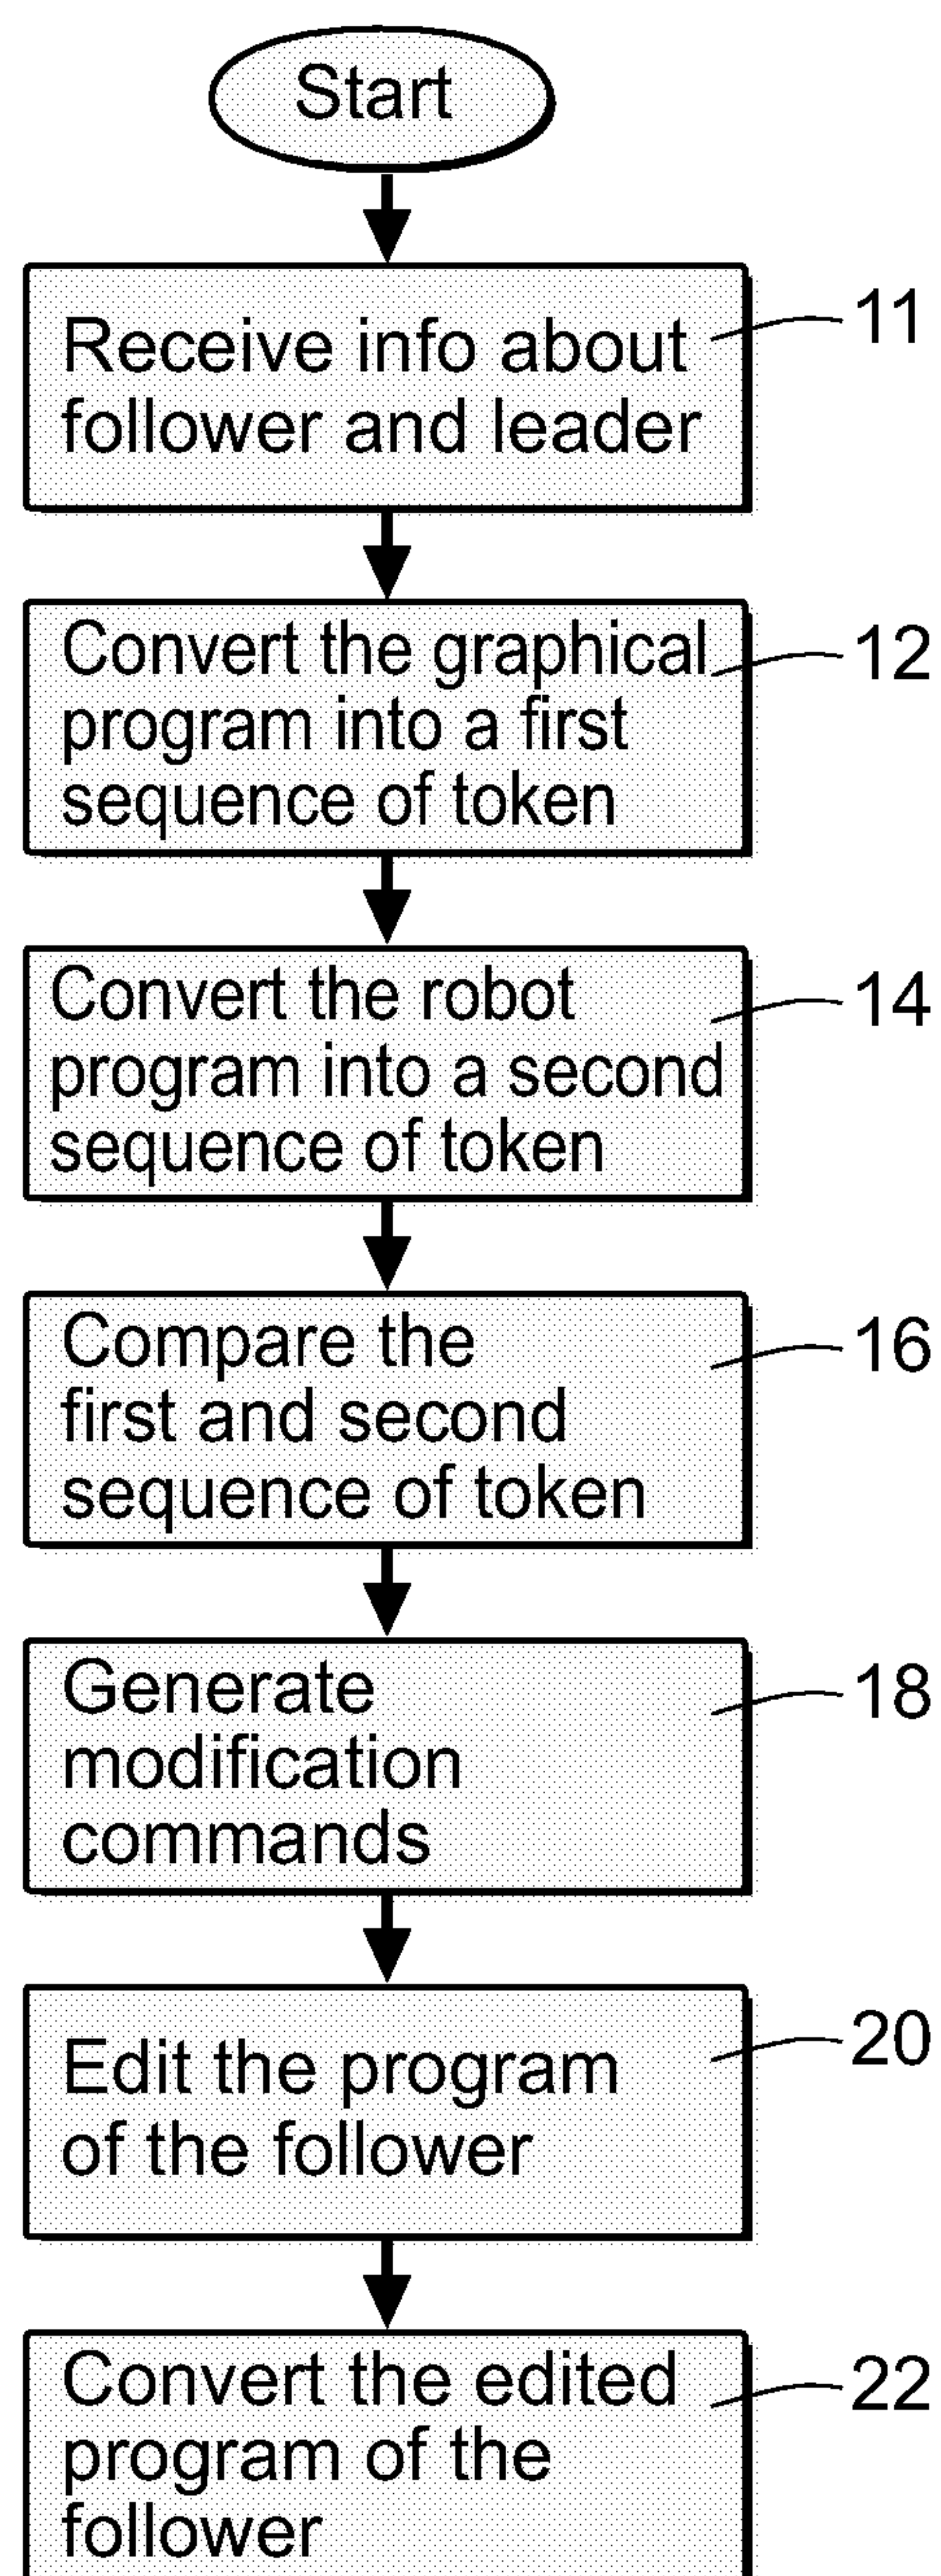 Start
Receive info about
follower and leader
11
Convert the graphical
program into a first
sequence of token
12
Convert the robot
program into a second
sequence of token
14
Compare the
first and second
sequence of token
16
Generate
modification
commands
18
Edit the program
of the follower
20
Convert the edited
program of the
follower
22